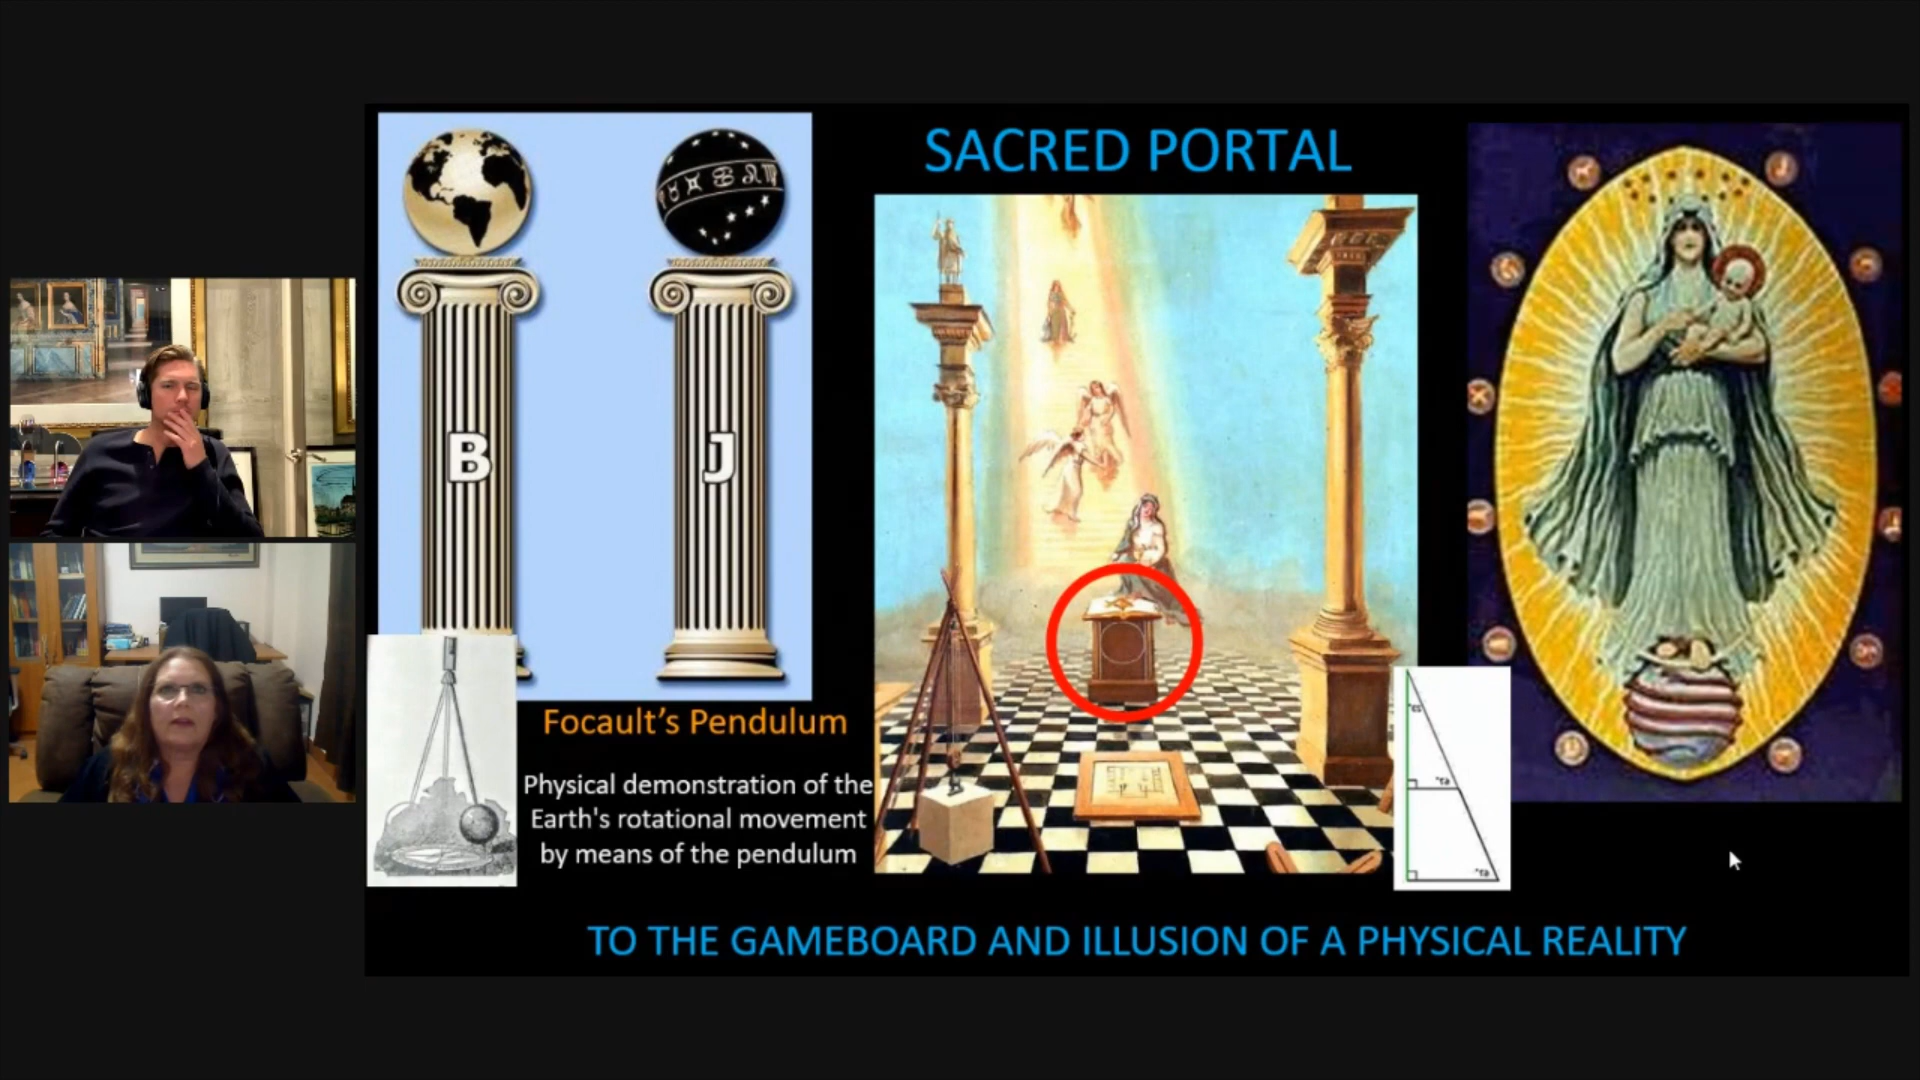 SACRED PORTAL
B
J
Focault's Pendulum
Physical demonstration of the
Earth's rotational movement
by means of the pendulum
TO THE GAMEBOARD AND ILLUSION OF A PHYSICAL REALITY